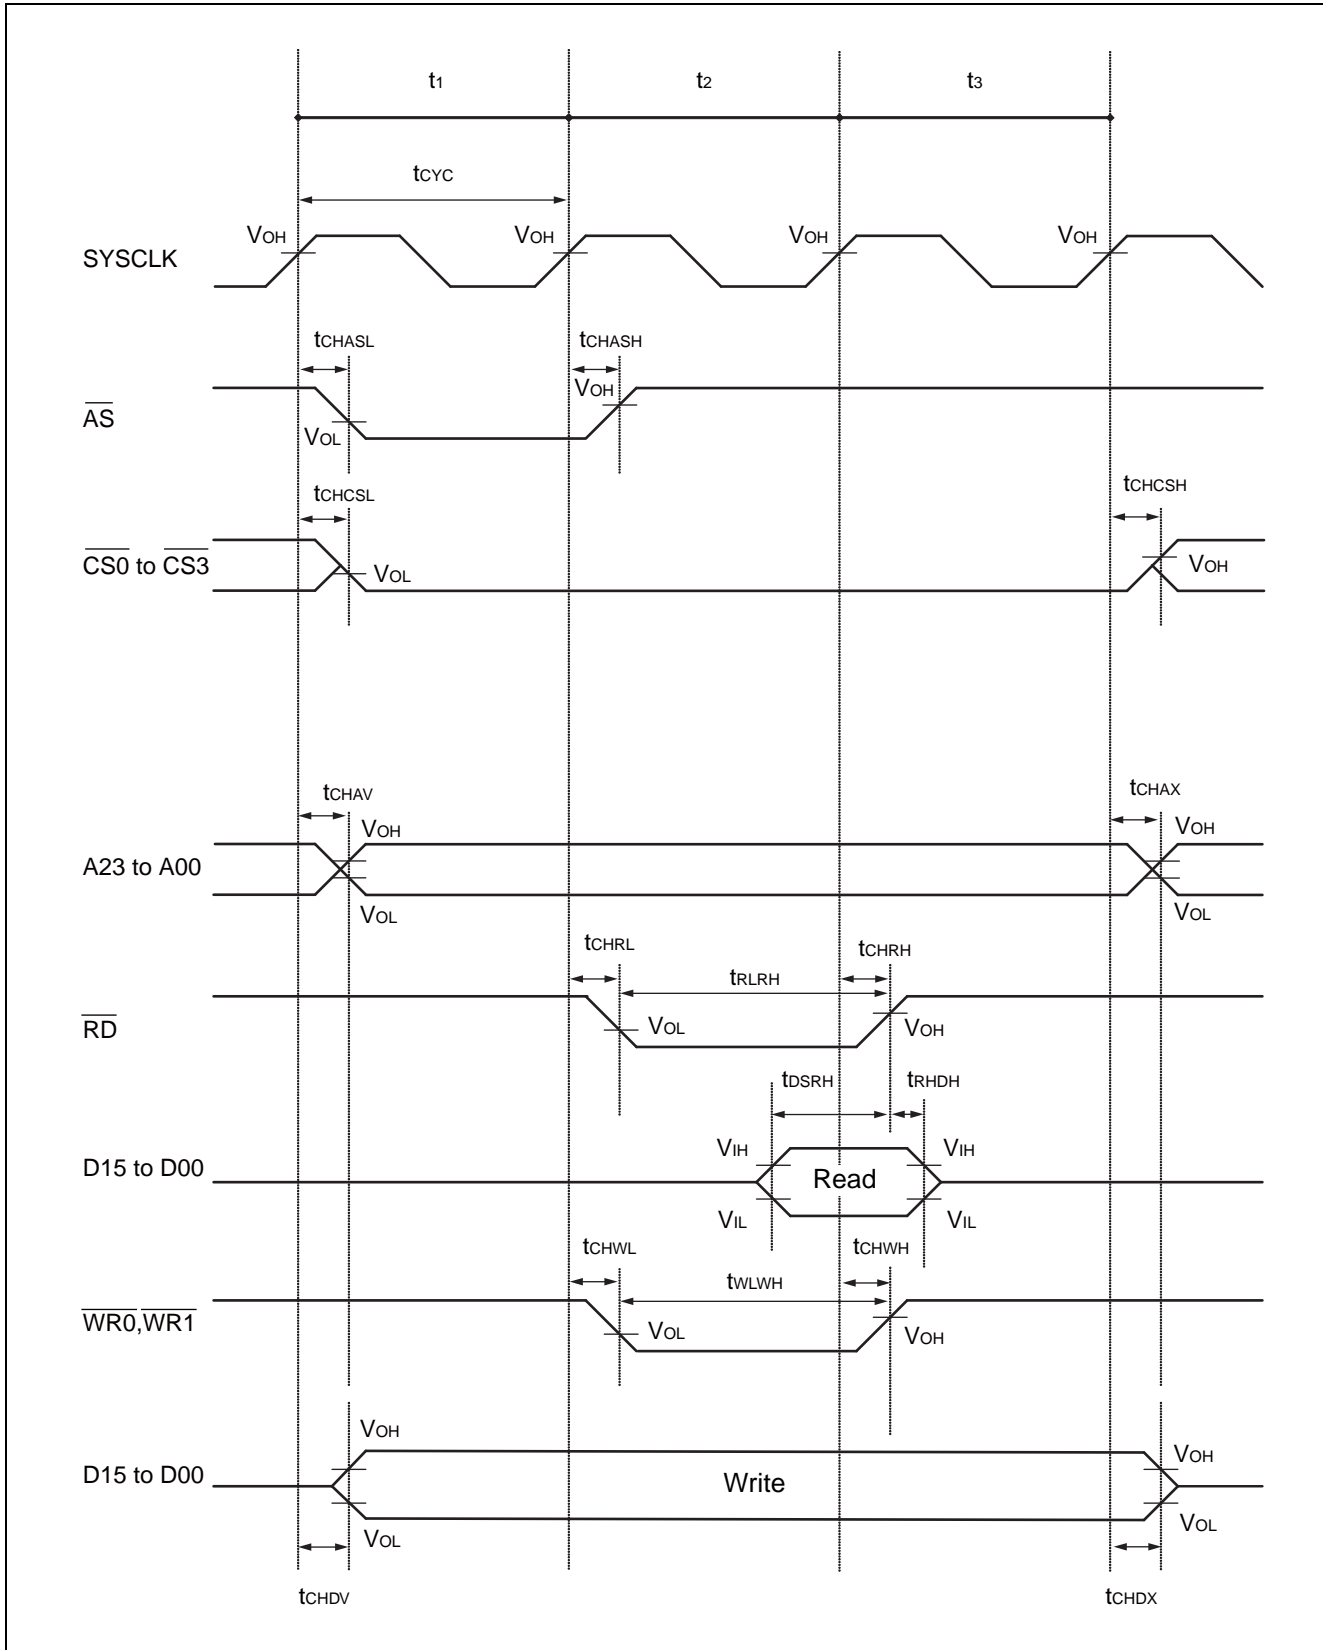 t1 t2 t3
tCYC
VOH VOH VOH VOH
SYSCLK
tCHASL tCHASH
VOH
AS
VOL
tCHCSL tCHCSH
CS0 to CS3
VOL VOH
tCHAV tCHAX
VOH VOH
A23 to A00
VOL VOL
tCHRL tCHRH
tRLRH
RD
VOL VOH
tDSRH tRHDH
VIH VIH
D15 to D00 Read
VIL VIL
tCHWL tCHWH
tWLWH
WR0,WR1
VOL VOH
VOH VOH
D15 to D00 Write
VOL VOL
tCHDV tCHDX